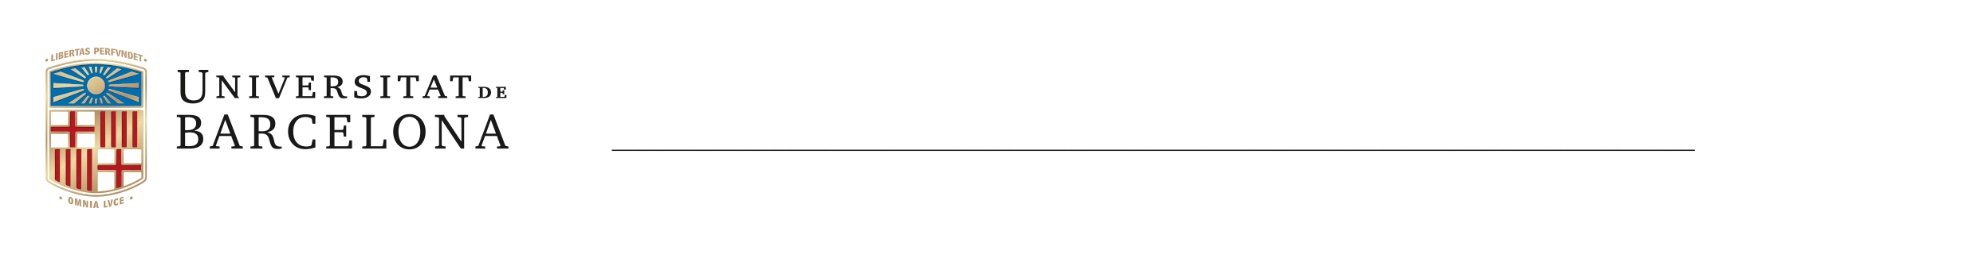 · LIBERTAS PERFVNDET ·
UNIVERSITAT DE
BARCELONA
· OMNIA LVCE ·